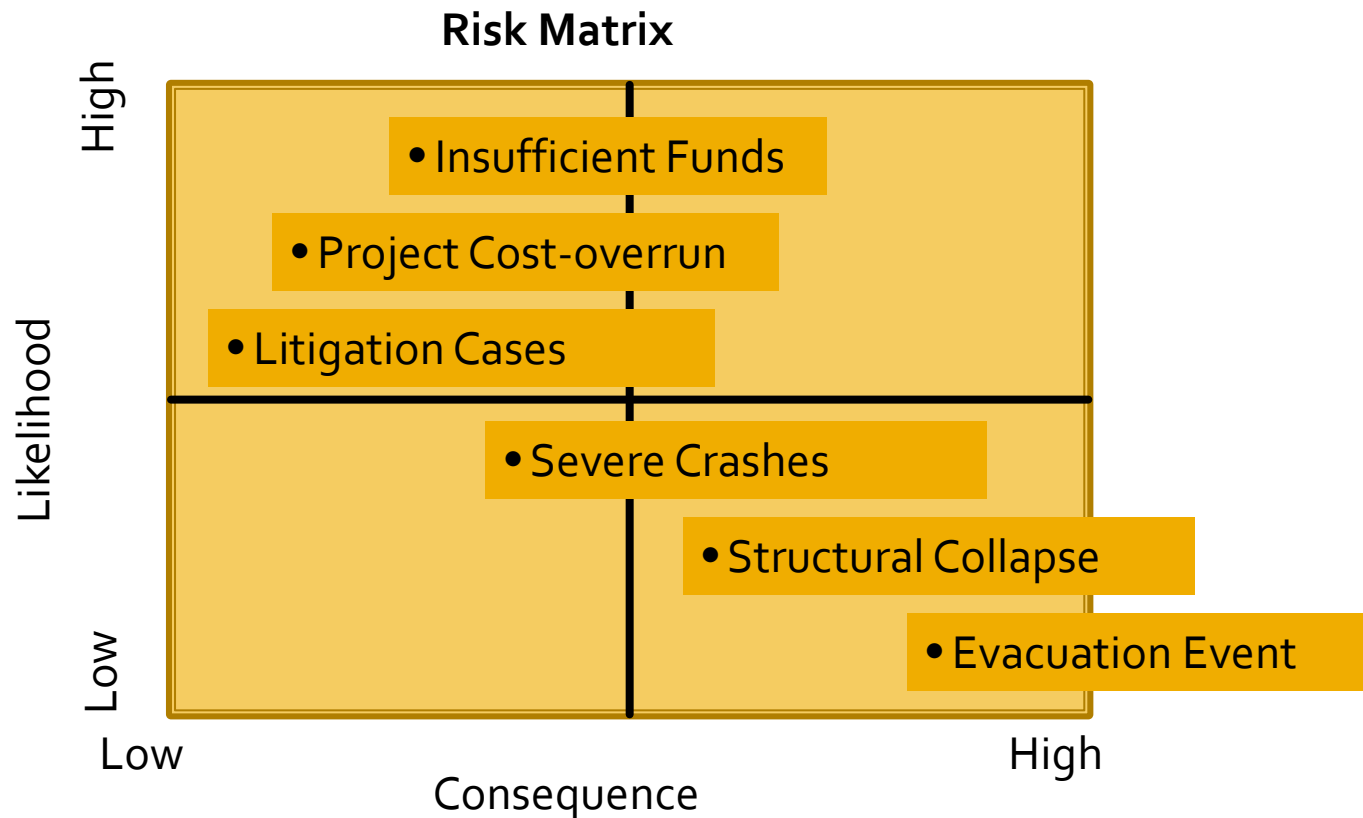 Risk Matrix
High
• Insufficient Funds
• Project Cost-overrun
• Litigation Cases
Likelihood
• Severe Crashes
• Structural Collapse
• Evacuation Event
Low
Low
High
Consequence